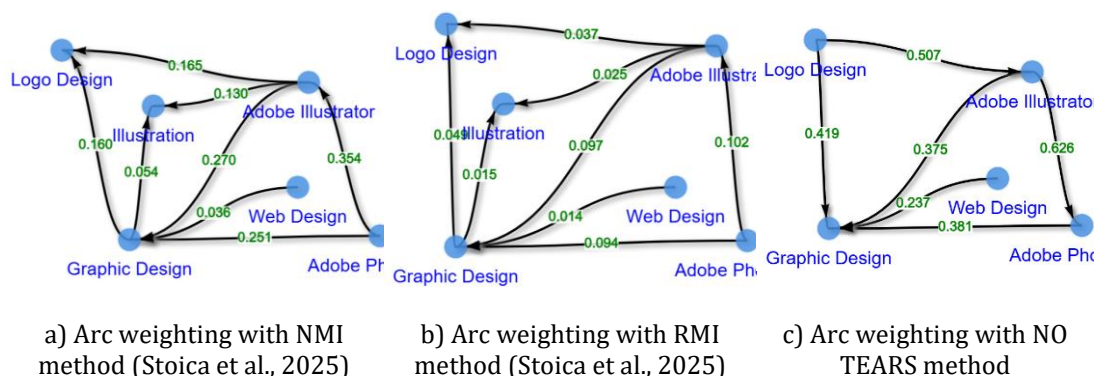 Logo Design
0.165
0.130
Adobe Illustrator
Illustration
0.160
0.054
0.270
0.354
0.036
Web Design
0.251
Graphic Design
Adobe Ph
0.037
Logo Design
0.025
Adobe Illustra
Illustration
0.049
0.097
0.102
0.015
0.014
Web Design
0.094
Graphic Design
Adobe Pho
0.507
Logo Design
Adobe Illustrator
0.419
0.375
0.626
0.237
Web Design
0.381
Graphic Design
Adobe Pho
a) Arc weighting with NMI
method (Stoica et al., 2025)
b) Arc weighting with RMI
method (Stoica et al., 2025)
c) Arc weighting with NO
TEARS method